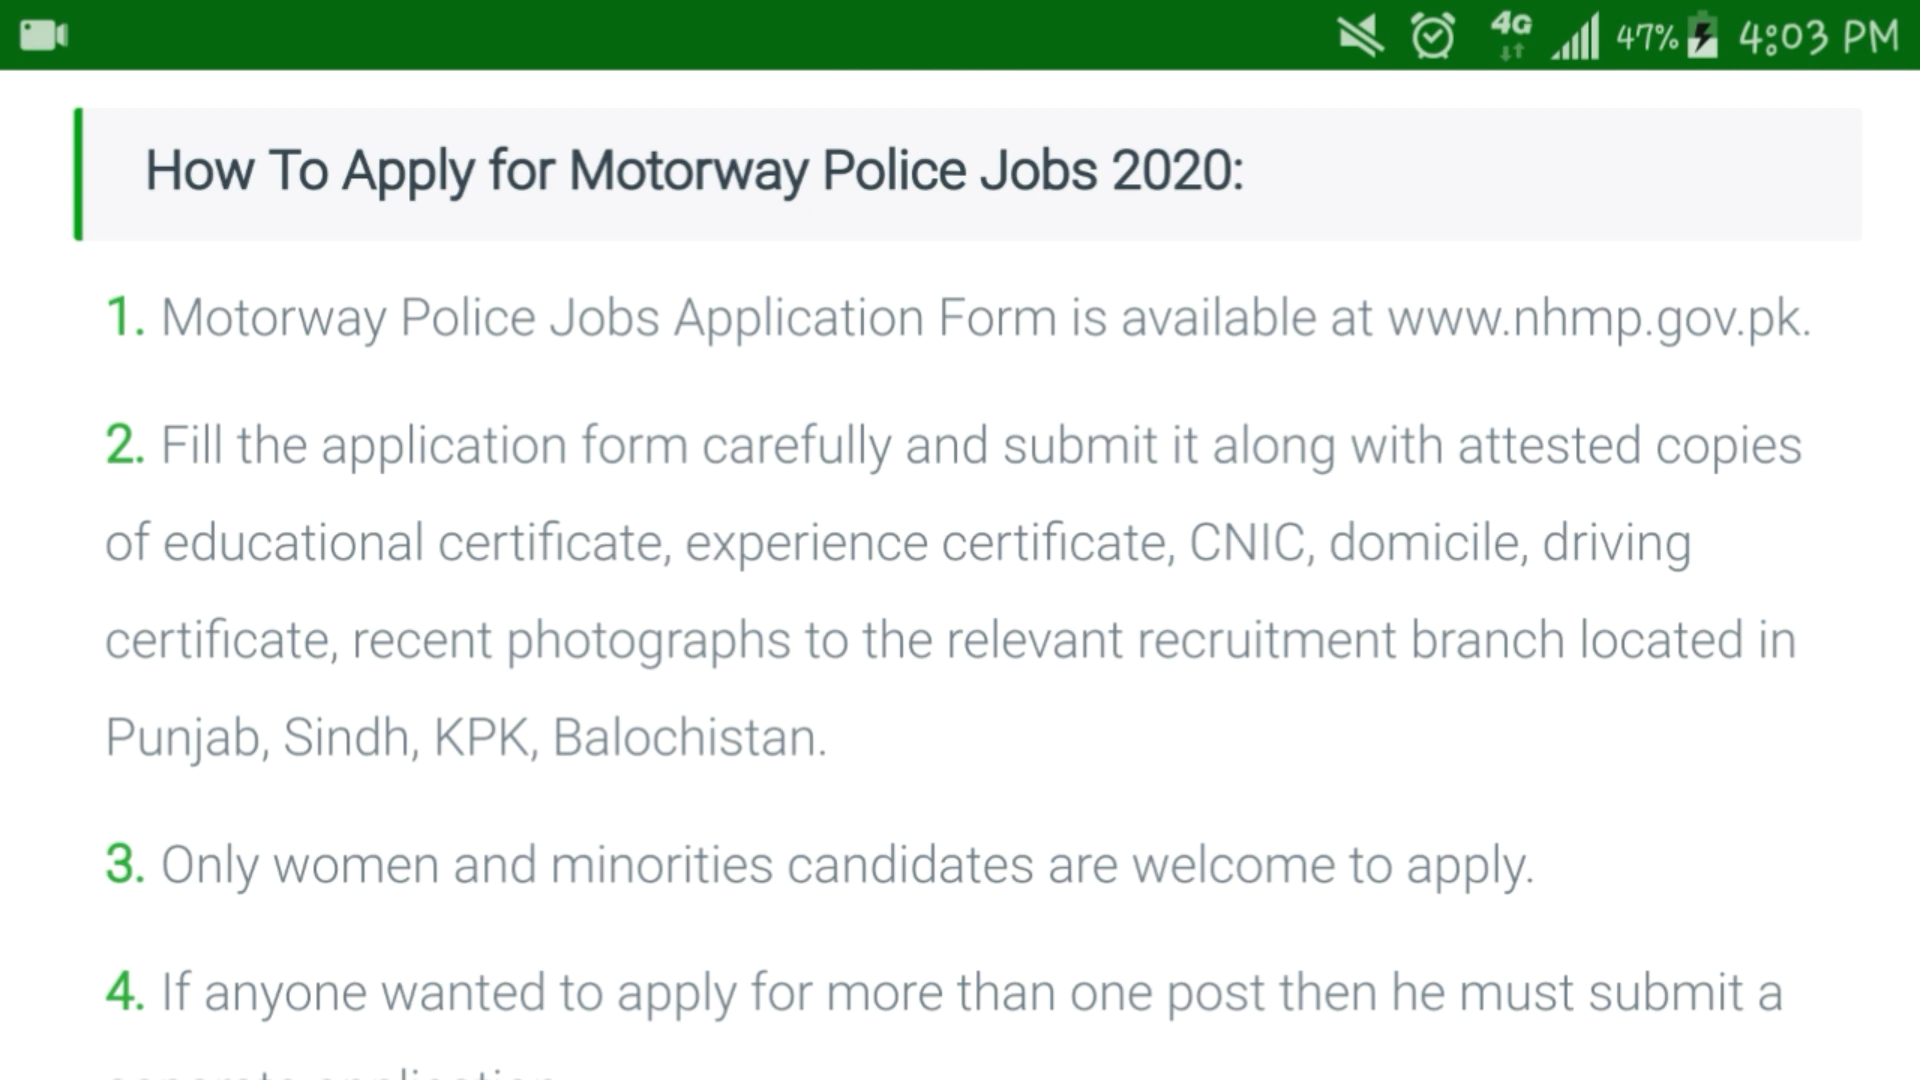 4G 47% 4:03 PM
How To Apply for Motorway Police Jobs 2020:
1. Motorway Police Jobs Application Form is available at www.nhmp.gov.pk.
2. Fill the application form carefully and submit it along with attested copies
of educational certificate, experience certificate, CNIC, domicile, driving
certificate, recent photographs to the relevant recruitment branch located in
Punjab, Sindh, KPK, Balochistan.
3. Only women and minorities candidates are welcome to apply.
4. If anyone wanted to apply for more than one post then he must submit a